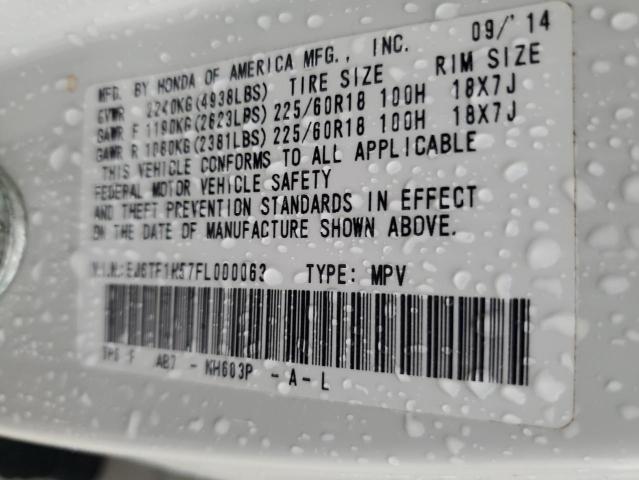 09/'14
MFG. BY HONDA OF AMERICA MFG., INC.
GVWR 2240KG(4938LBS) TIRE SIZE RIM SIZE
GAWR F 1190KG(2623LBS) 225/60R18 100H 18X7J
GAWR R 1080KG(2381LBS) 225/60R18 100H 18X7J
THIS VEHICLE CONFORMS TO ALL APPLICABLE
FEDERAL MOTOR VEHICLE SAFETY
AND THEFT PREVENTION STANDARDS IN EFFECT
ON THE DATE OF MANUFACTURE SHOWN ABOVE.
TYPE: MPV
NH603P - A - L